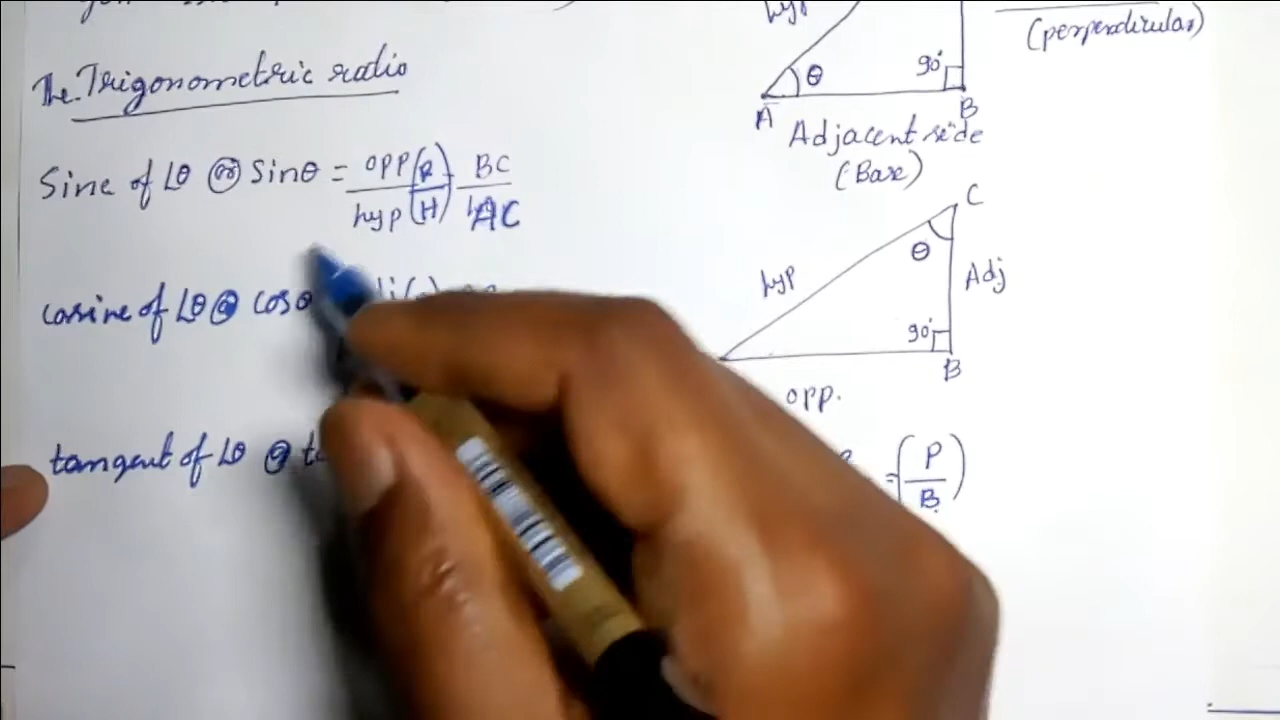 The Trigonometric ratio
Sine of ∠θ or Sinθ = opp/hyp (P/H) BC/AC
cosine of ∠θ or cosθ
tangent of ∠θ or
hyp
θ
90°
A
B
(perpendicular)
Adjacent side
(Base)
C
θ
hyp
Adj
90°
B
opp.
= (P/B)